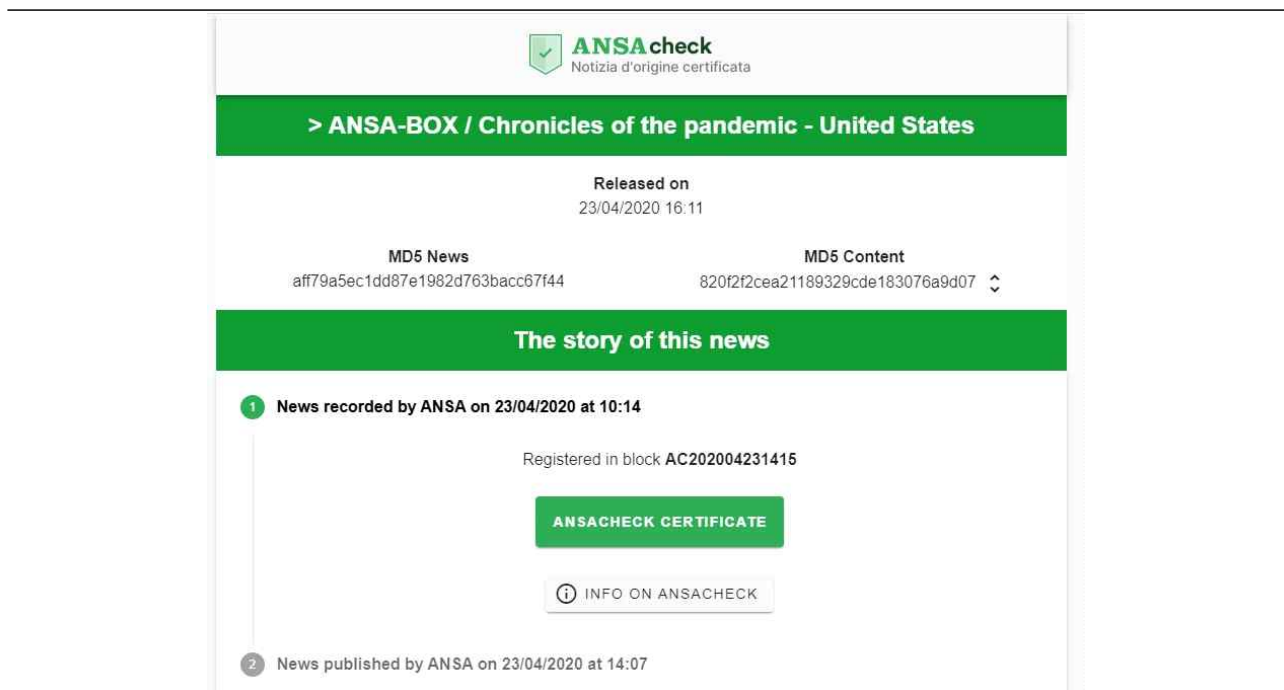 ANSAcheck
Notizia d'origine certificata
> ANSA-BOX / Chronicles of the pandemic - United States
Released on
23/04/2020 16:11
MD5 News
aff79a5ec1dd87e1982d763bacc67f44
MD5 Content
820f2f2cea21189329cde183076a9d07
The story of this news
1 News recorded by ANSA on 23/04/2020 at 10:14
Registered in block AC202004231415
ANSACHECK CERTIFICATE
INFO ON ANSACHECK
2 News published by ANSA on 23/04/2020 at 14:07